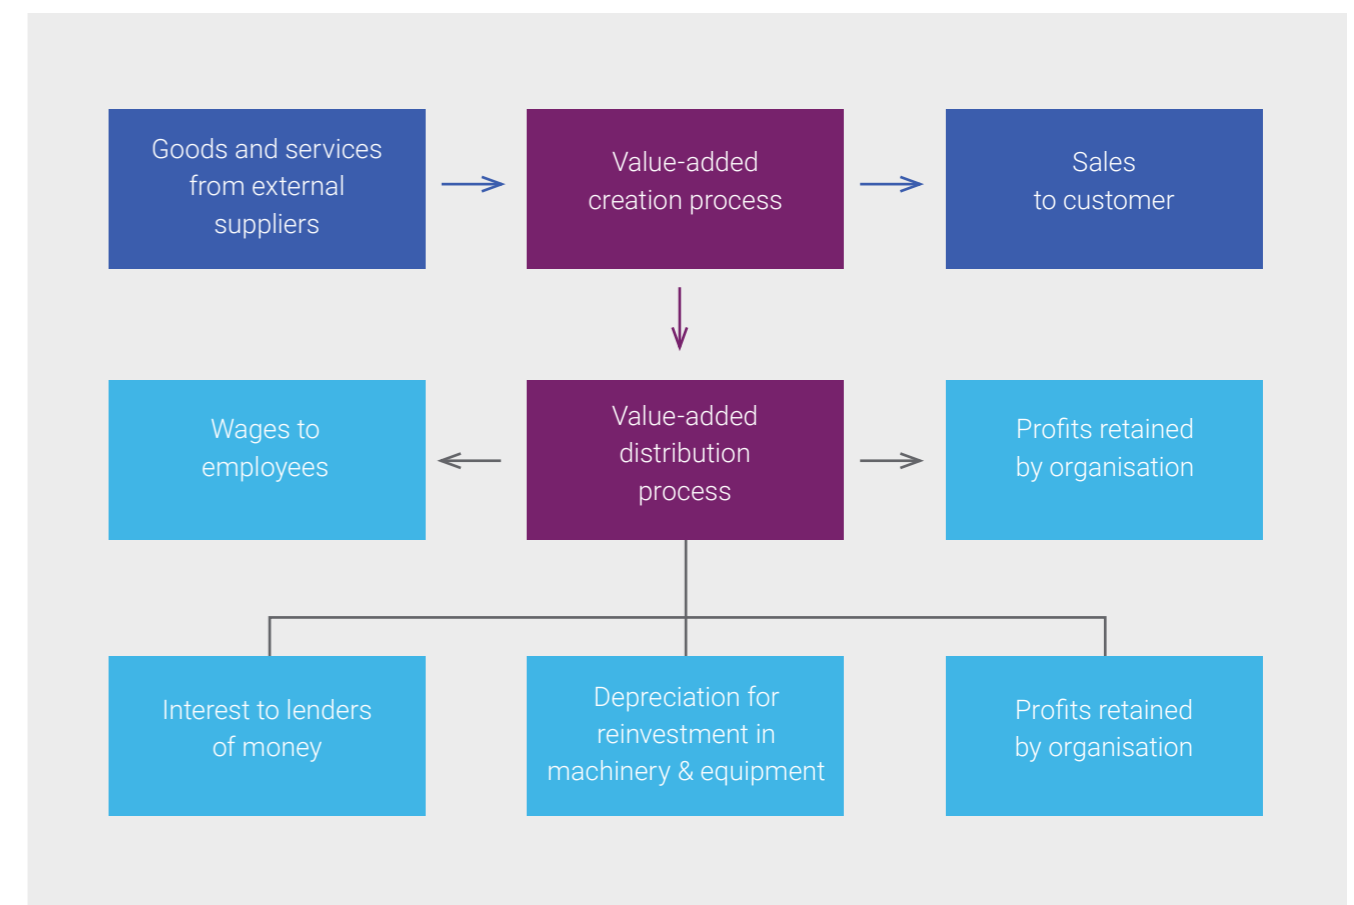 Goods and services
from external
suppliers
Value-added
creation process
Sales
to customer
Wages to
employees
Value-added
distribution
process
Profits retained
by organisation
Interest to lenders
of money
Depreciation for
reinvestment in
machinery & equipment
Profits retained
by organisation